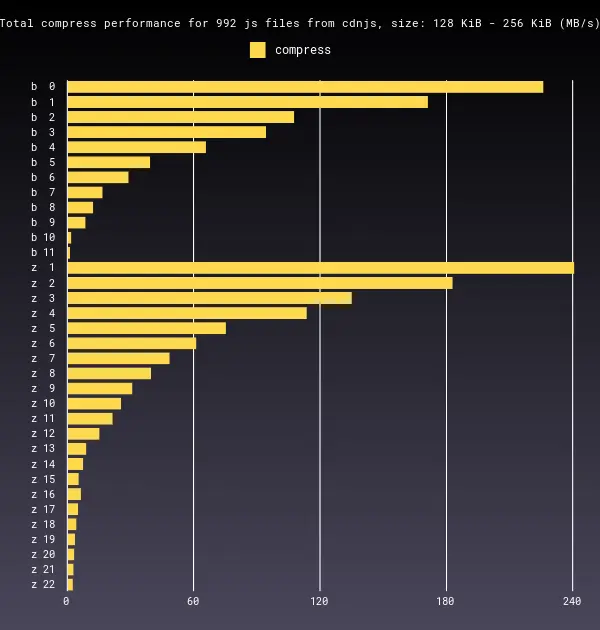 Total compress performance for 992 js files from cdnjs, size: 128 KiB - 256 KiB (MB/s)
compress
b 0
b 1
b 2
b 3
b 4
b 5
b 6
b 7
b 8
b 9
b 10
b 11
z 1
z 2
z 3
z 4
z 5
z 6
z 7
z 8
z 9
z 10
z 11
z 12
z 13
z 14
z 15
z 16
z 17
z 18
z 19
z 20
z 21
z 22
0 60 120 180 240